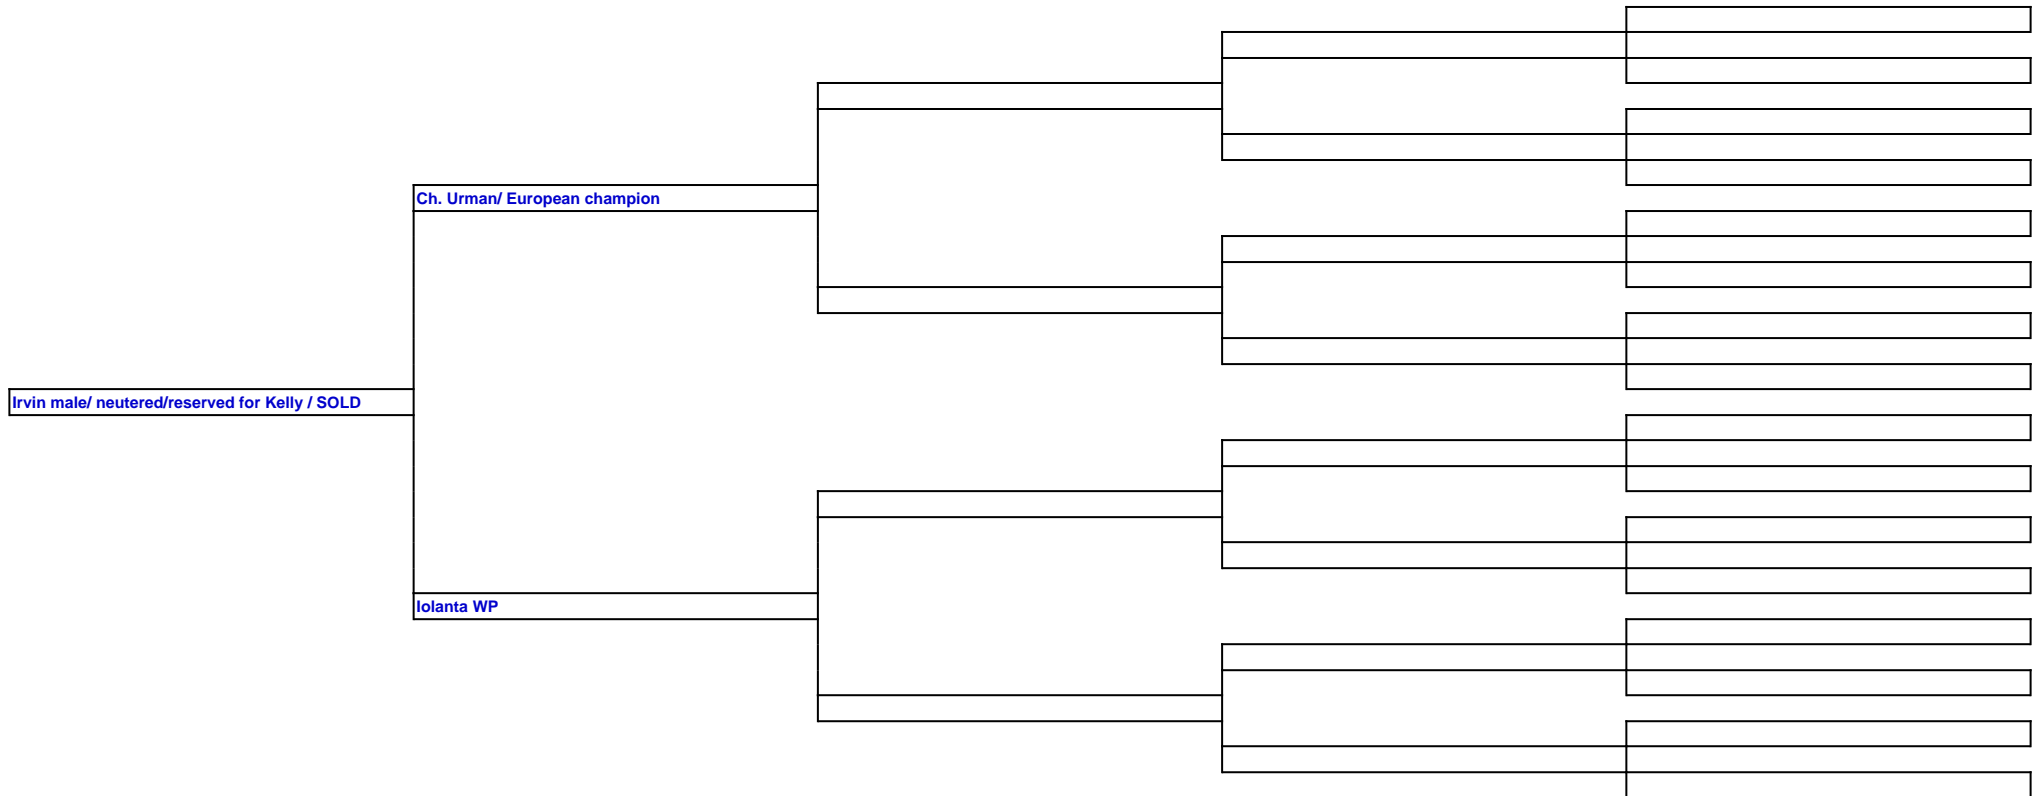 Ch. Urman/ European champion
Irvin male/ neutered/reserved for Kelly / SOLD
Iolanta WP